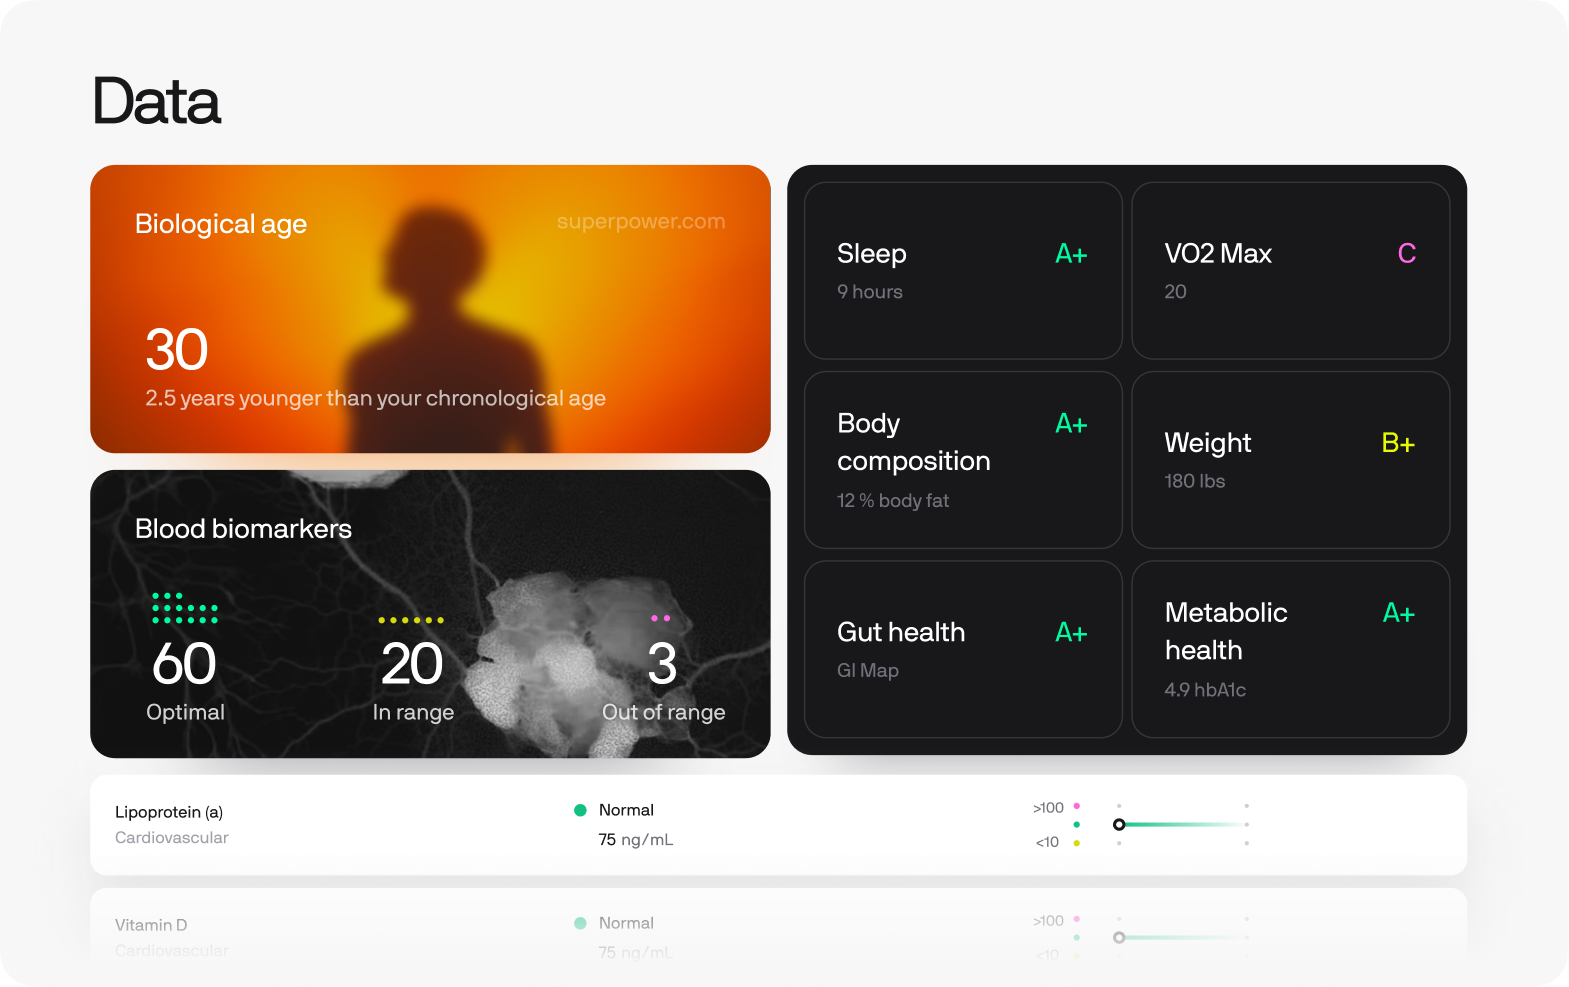 Data
Biological age
superpower.com
30
2.5 years younger than your chronological age
Blood biomarkers
60
Optimal
20
In range
3
Out of range
Sleep
A+
9 hours
VO2 Max
C
20
Body
composition
A+
12 % body fat
Weight
B+
180 lbs
Gut health
A+
GI Map
Metabolic
health
A+
4.9 hbA1c
Lipoprotein (a)
Cardiovascular
Normal
75 ng/mL
>100
<10
Vitamin D
Cardiovascular
Normal
75 ng/mL
>100
<10